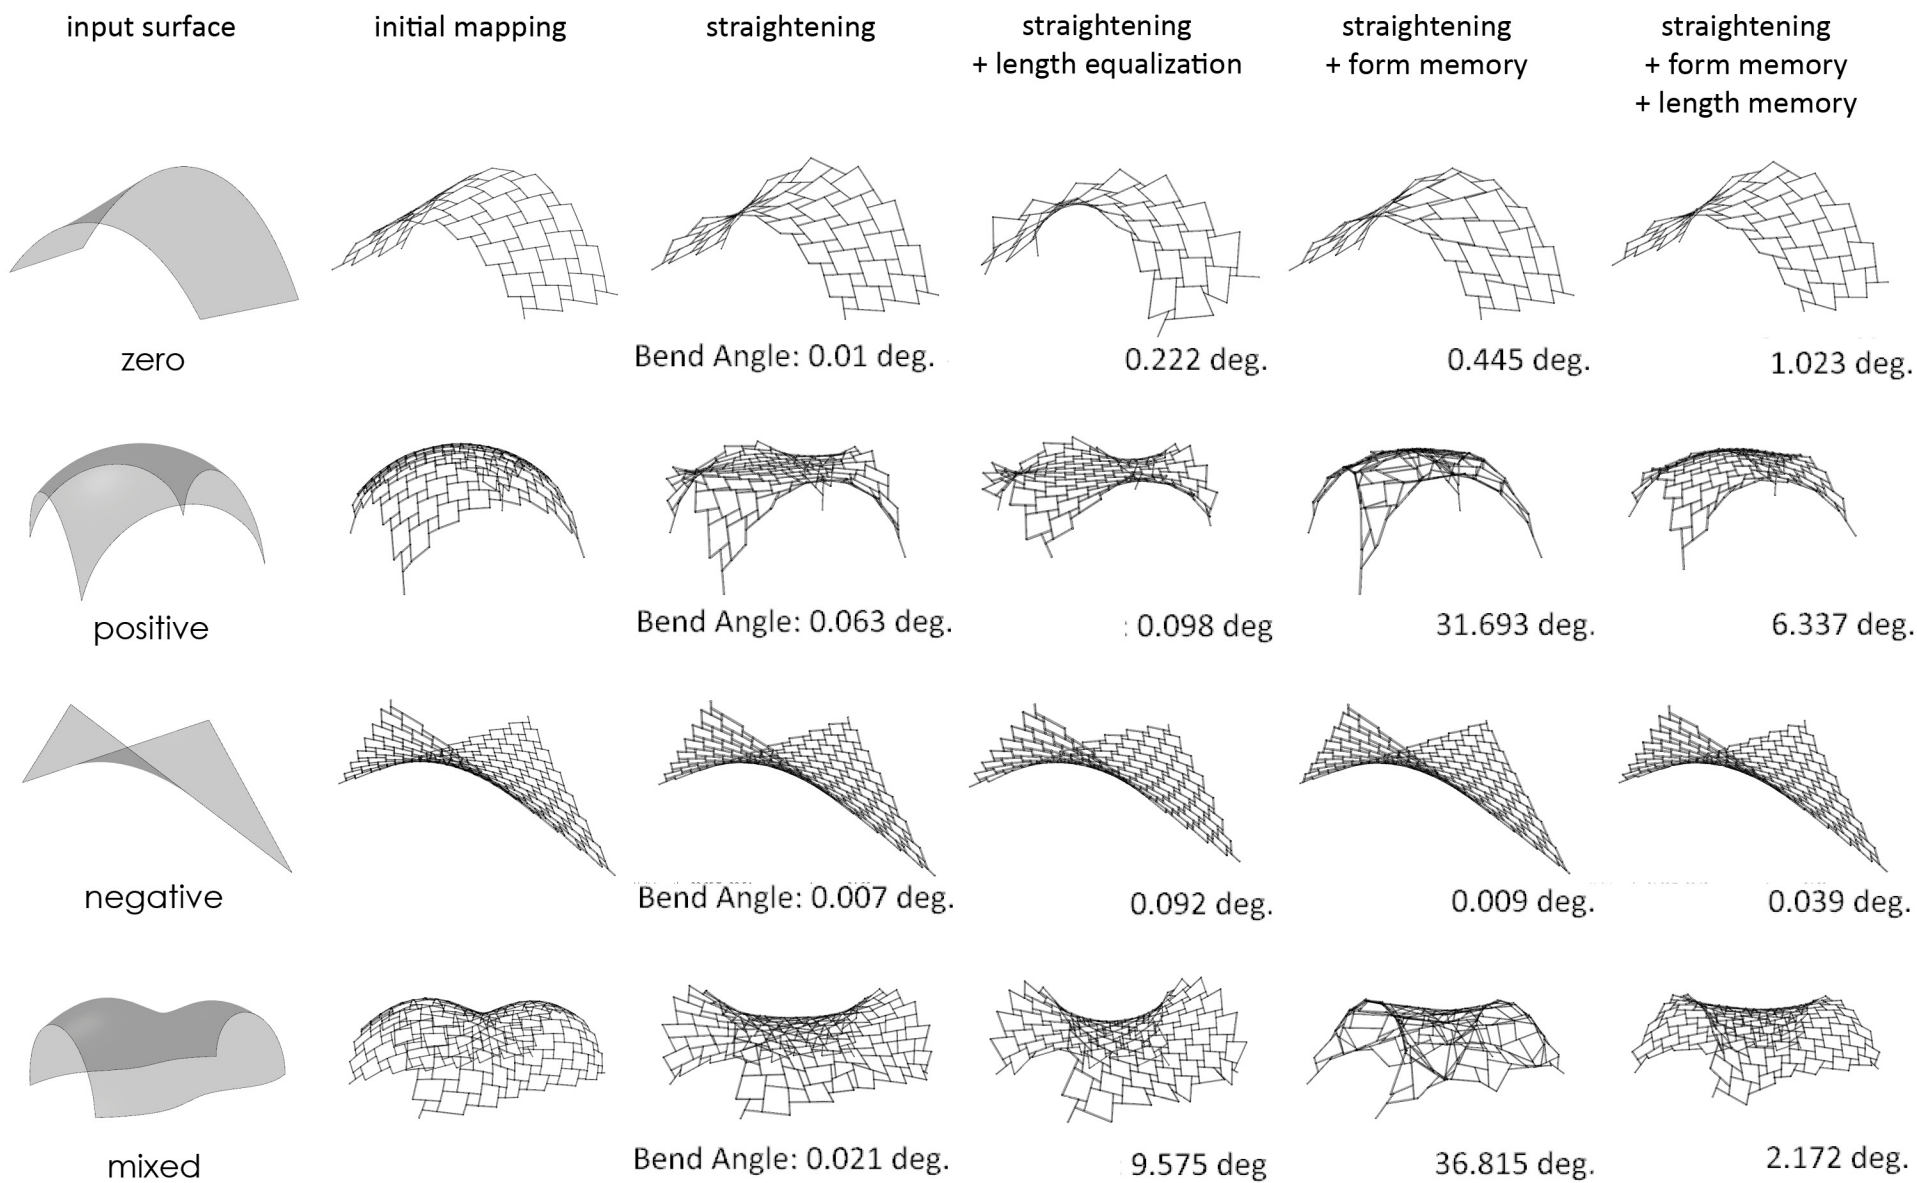 input surface
initial mapping
straightening
straightening
+ length equalization
straightening
+ form memory
straightening
+ form memory
+ length memory
zero
Bend Angle: 0.01 deg.
0.222 deg.
0.445 deg.
1.023 deg.
positive
Bend Angle: 0.063 deg.
: 0.098 deg
31.693 deg.
6.337 deg.
negative
Bend Angle: 0.007 deg.
0.092 deg.
0.009 deg.
0.039 deg.
mixed
Bend Angle: 0.021 deg.
9.575 deg
36.815 deg.
2.172 deg.